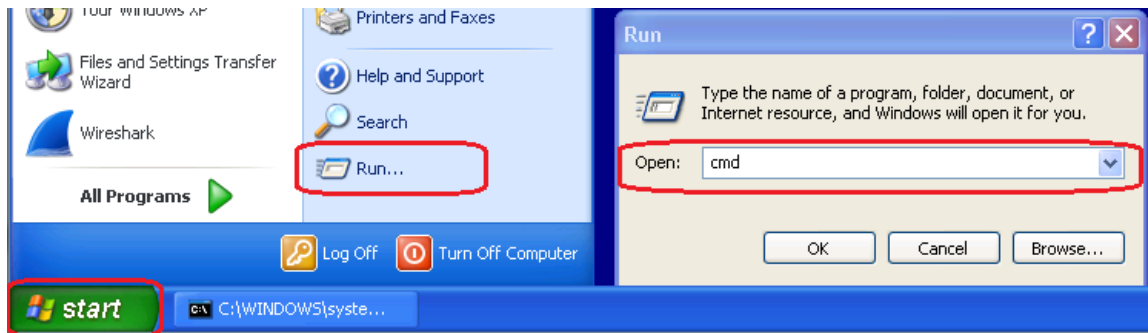 Tour Windows XP
Files and Settings Transfer
Wizard
Wireshark
All Programs
Printers and Faxes
Help and Support
Search
Run...
Log Off
Turn Off Computer
start
C:\WINDOWS\syste...
Run
Type the name of a program, folder, document, or
Internet resource, and Windows will open it for you.
Open:
cmd
OK
Cancel
Browse...